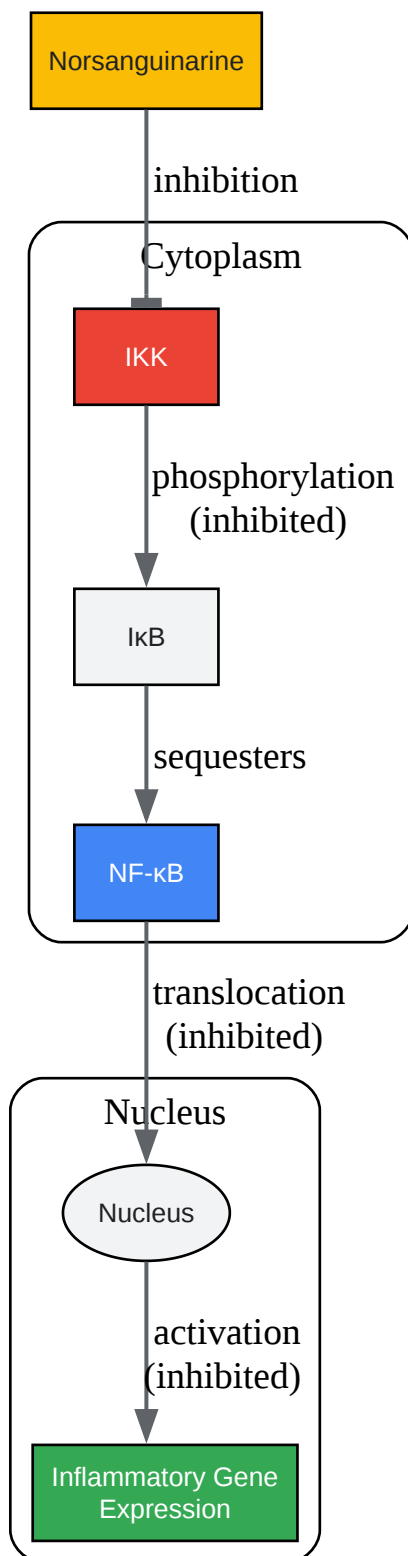 Norsanguinarine
inhibition
Cytoplasm
IKK
phosphorylation
(inhibited)
IκB
sequesters
NF-κB
translocation
(inhibited)
Nucleus
Nucleus
activation
(inhibited)
Inflammatory Gene
Expression